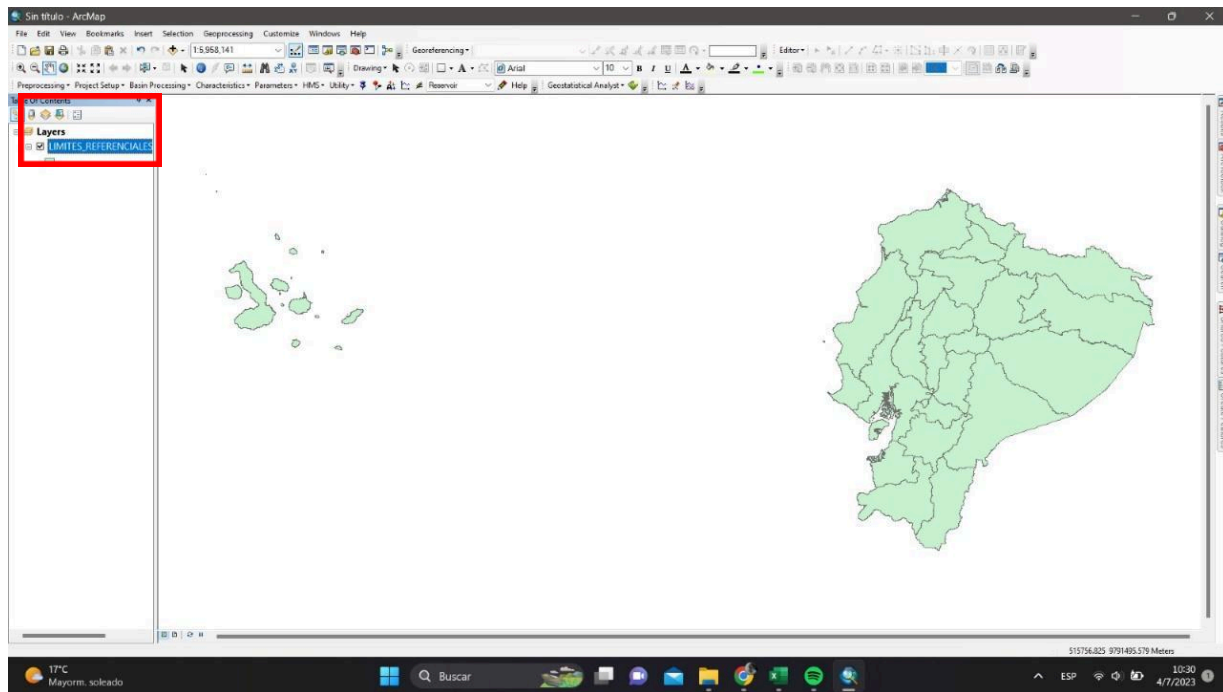 Sin título - ArcMap
File Edit View Bookmarks Insert Selection Geoprocessing Customize Windows Help
1:5,958,141 Georeferencing Editor
Drawing A Arial 10 B I U A
Preprocessing Project Setup Basin Processing Characteristics Parameters HMS Utility Reservoir Help Geostatistical Analyst
Table Of Contents
Layers
LIMITES_REFERENCIALES
515756.825 9791495.579 Meters
17°C
Mayorm. soleado
Buscar
ESP
10:30
4/7/2023